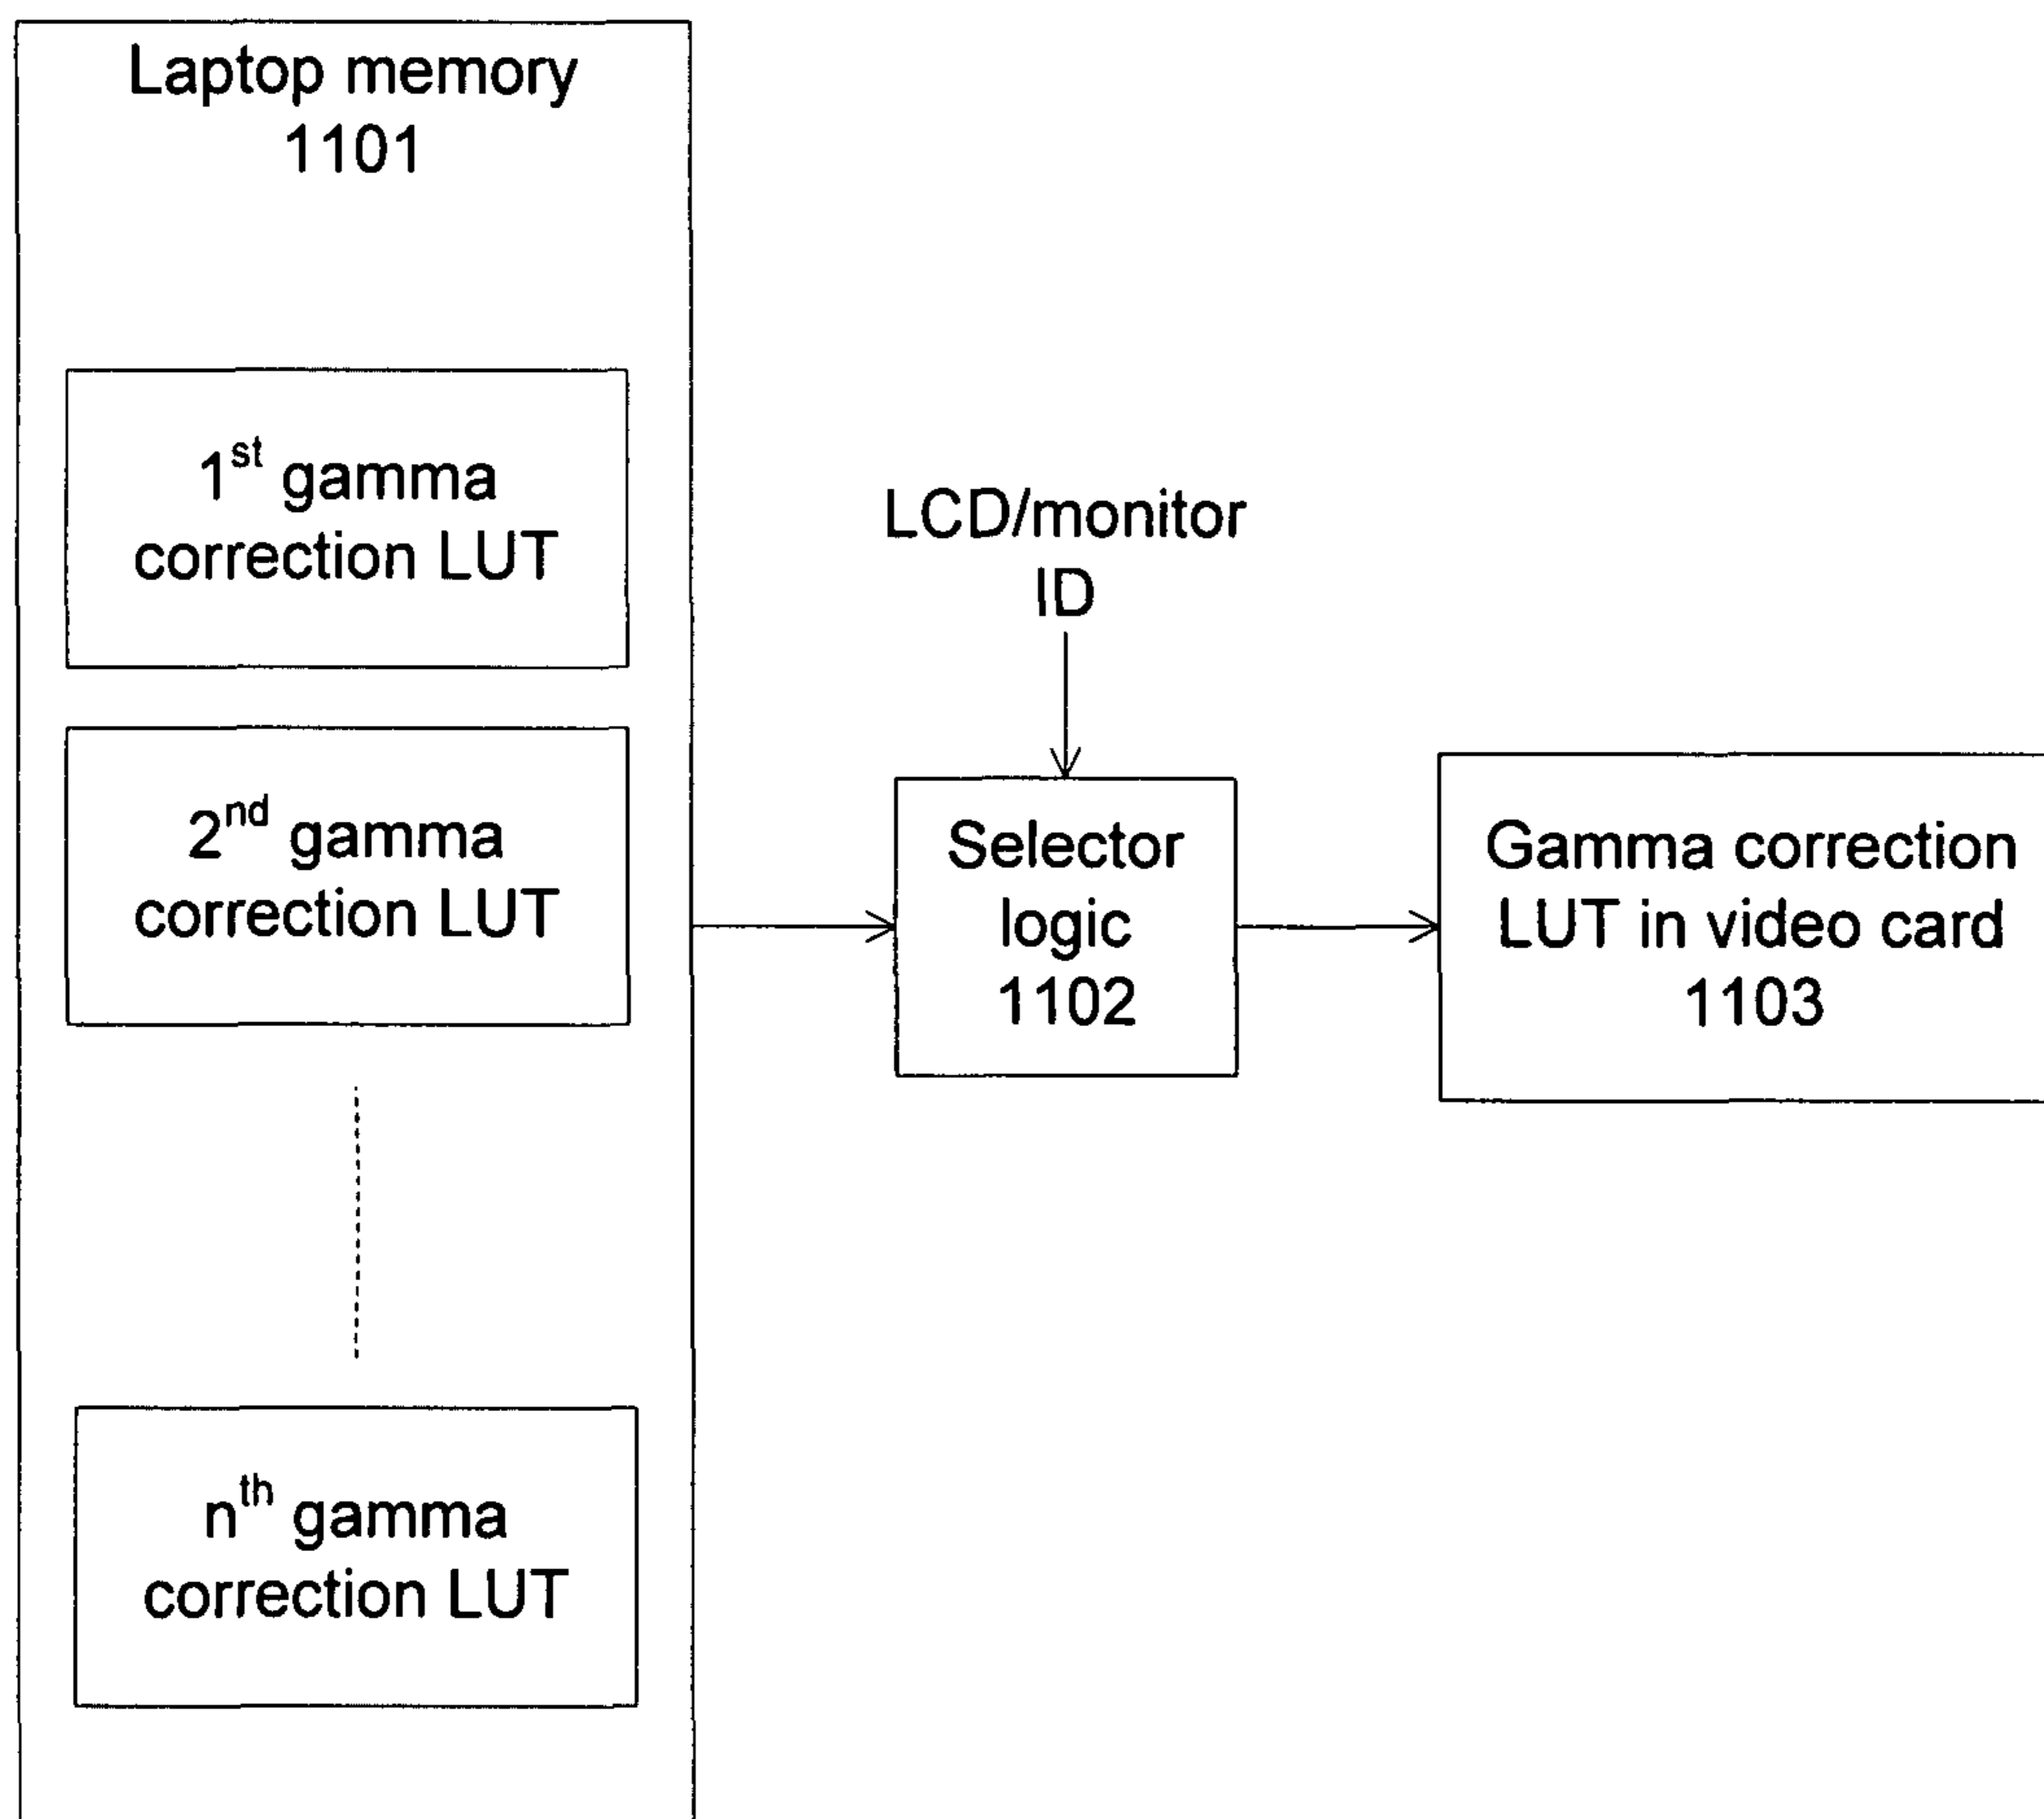 Laptop memory
1101
1st gamma
correction LUT
2nd gamma
correction LUT
nth gamma
correction LUT
LCD/monitor
ID
Selector
logic
1102
Gamma correction
LUT in video card
1103